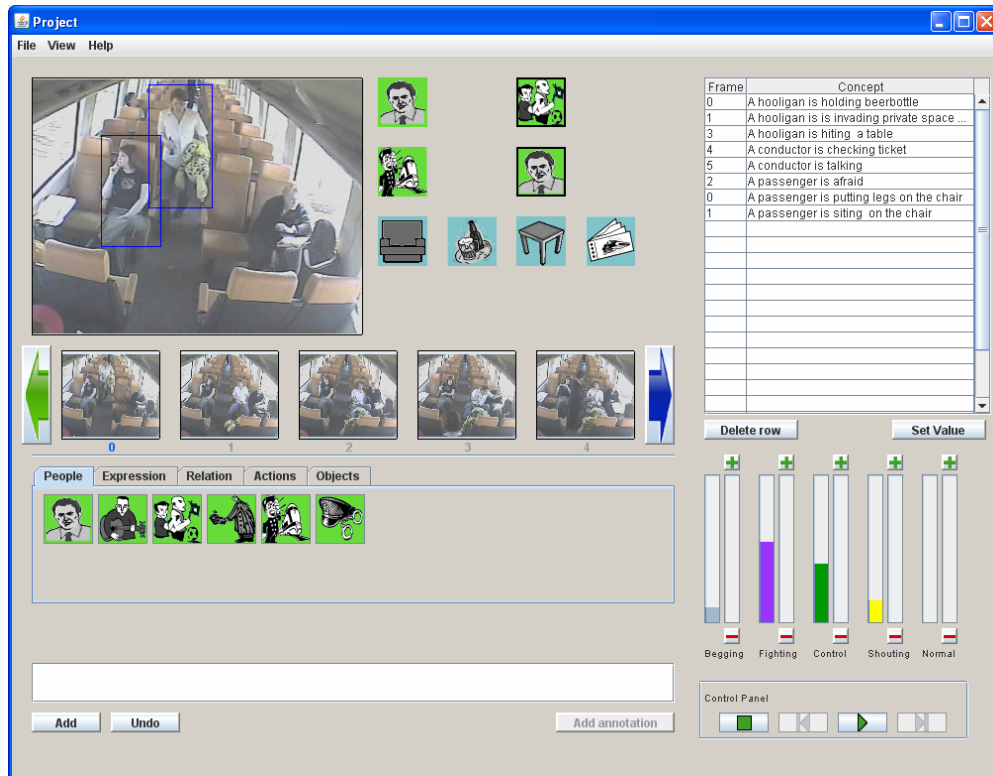 Project
File View Help
Frame Concept
0 A hooligan is holding beerbottle
1 A hooligan is is invading private space ...
3 A hooligan is hiting a table
4 A conductor is checking ticket
5 A conductor is talking
2 A passenger is afraid
0 A passenger is putting legs on the chair
1 A passenger is siting on the chair
0 1 2 3 4
Delete row Set Value
People Expression Relation Actions Objects
Begging Fighting Control Shouting Normal
Control Panel
Add Undo Add annotation